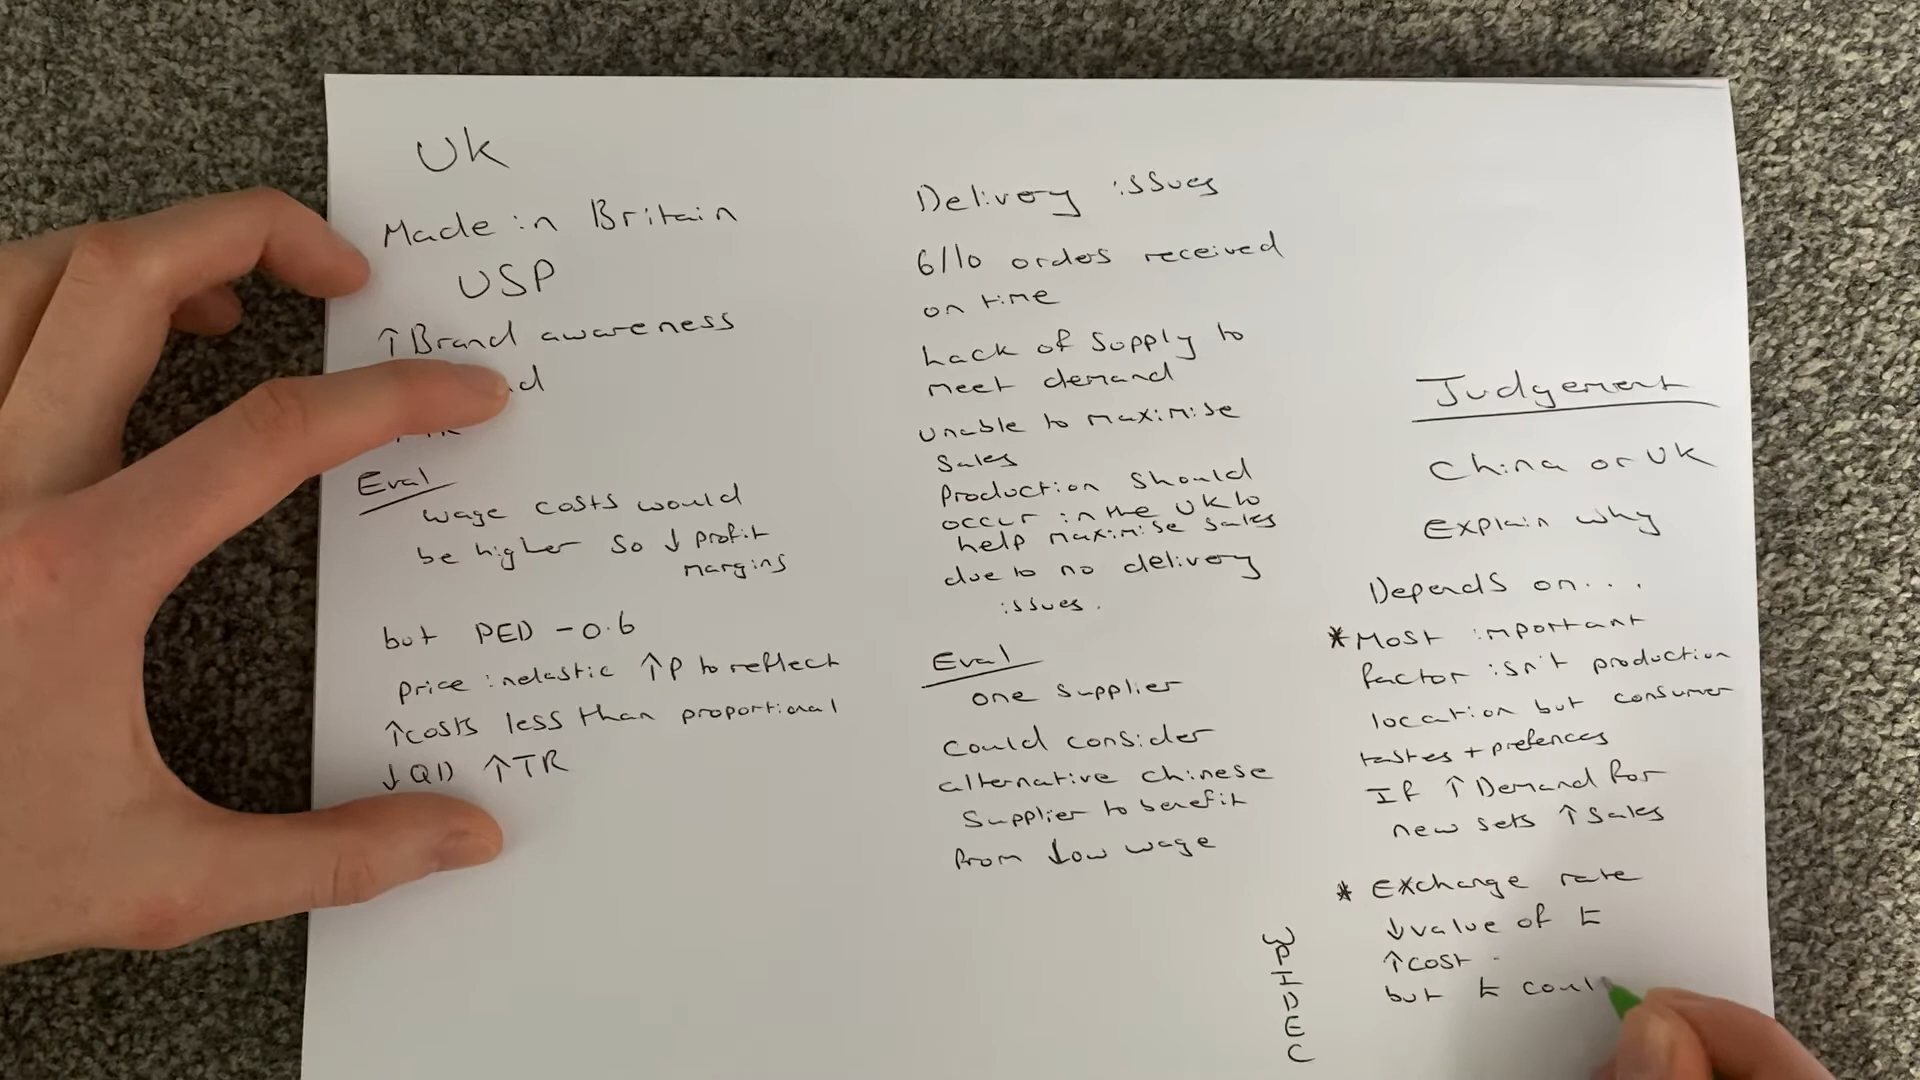 UK
Made in Britain
USP
↑ Brand awareness
Eval
wage costs would
be higher so ↓ profit
margins
but PED -0.6
price inelastic ↑P to reflect
↑costs less than proportional
↓QD ↑TR
Delivery issues
6/10 orders received
on time
Lack of supply to
meet demand
unable to maximise
sales
production should
occur in the UK to
help maximise sales
due to no delivery
issues.
Eval
one supplier
could consider
alternative chinese
supplier to benefit
from low wage
Judgement
China or UK
Explain why
Depends on...
*Most important
factor isn't production
location but consumer
tastes + prefences
If ↑ Demand for
new sets ↑ sales
* Exchange rate
↓ value of £
↑ cost
but £ coul